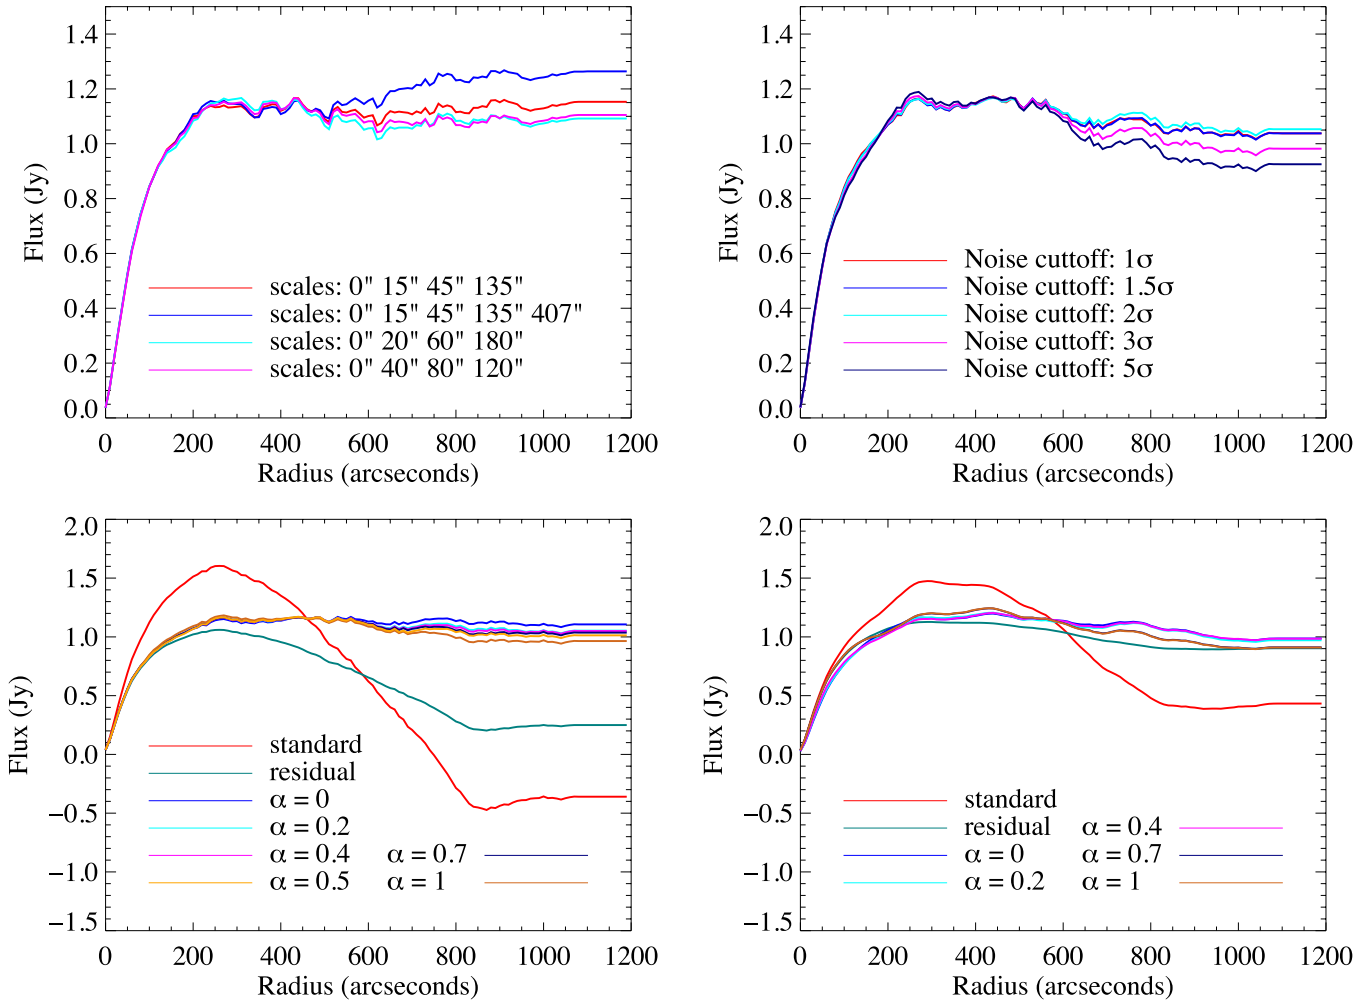 1.4
1.2
1.0
0.8
0.6
0.4
0.2
0.0
Flux (Jy)
scales: 0" 15" 45" 135"
scales: 0" 15" 45" 135" 407"
scales: 0" 20" 60" 180"
scales: 0" 40" 80" 120"
0 200 400 600 800 1000 1200
Radius (arcseconds)
1.4
1.2
1.0
0.8
0.6
0.4
0.2
0.0
Flux (Jy)
Noise cuttoff: 1σ
Noise cuttoff: 1.5σ
Noise cuttoff: 2σ
Noise cuttoff: 3σ
Noise cuttoff: 5σ
0 200 400 600 800 1000 1200
Radius (arcseconds)
2.0
1.5
1.0
0.5
0.0
−0.5
−1.0
−1.5
Flux (Jy)
standard
residual
α = 0
α = 0.2
α = 0.4 α = 0.7
α = 0.5 α = 1
0 200 400 600 800 1000 1200
Radius (arcseconds)
2.0
1.5
1.0
0.5
0.0
−0.5
−1.0
−1.5
Flux (Jy)
standard
residual α = 0.4
α = 0 α = 0.7
α = 0.2 α = 1
0 200 400 600 800 1000 1200
Radius (arcseconds)